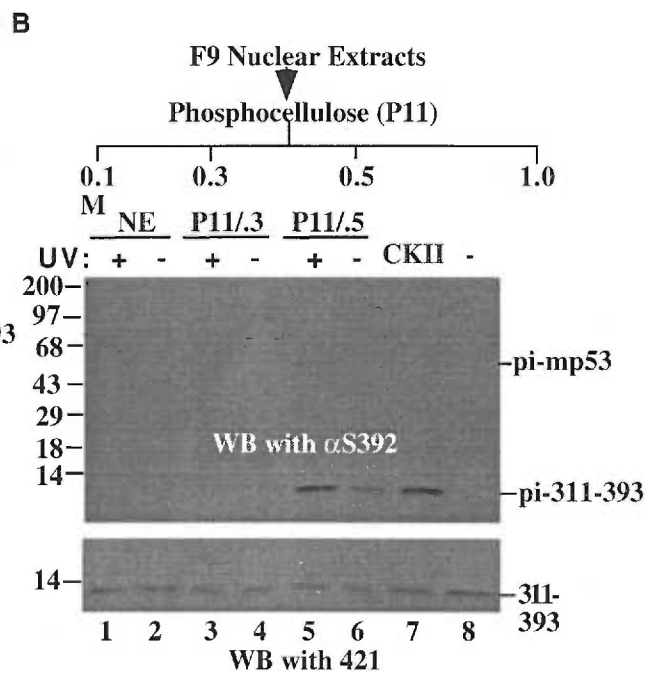 B
F9 Nuclear Extracts
Phosphocellulose (P11)
0.1 0.3 0.5 1.0
M
NE P11/.3 P11/.5
UV: + - + - + - CKII -
200
97
93
68
43
29
18
14
pi-mp53
WB with αS392
pi-311-393
14
311-
393
1 2 3 4 5 6 7 8
WB with 421